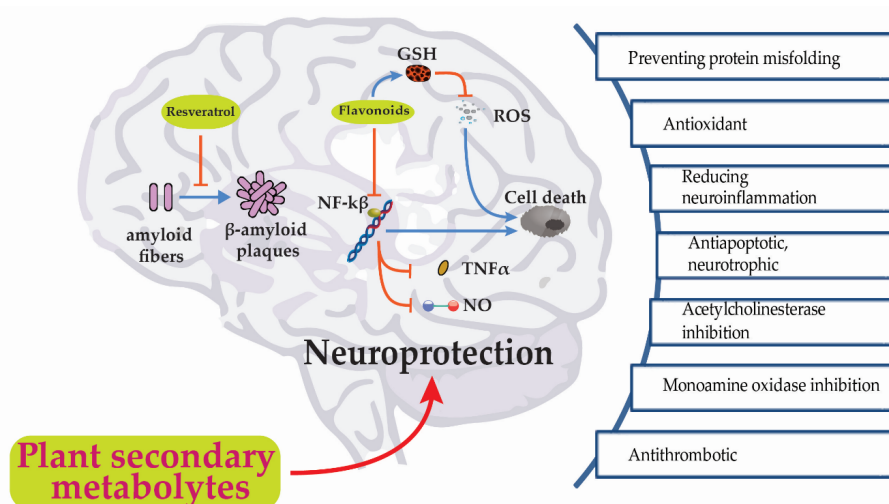 GSH
Resveratrol
Flavonoids
ROS
NF-kβ
Cell death
amyloid
fibers
β-amyloid
plaques
TNFα
NO
Neuroprotection
Plant secondary
metabolytes
Preventing protein misfolding
Antioxidant
Reducing
neuroinflammation
Antiapoptotic,
neurotrophic
Acetylcholinesterase
inhibition
Monoamine oxidase inhibition
Antithrombotic